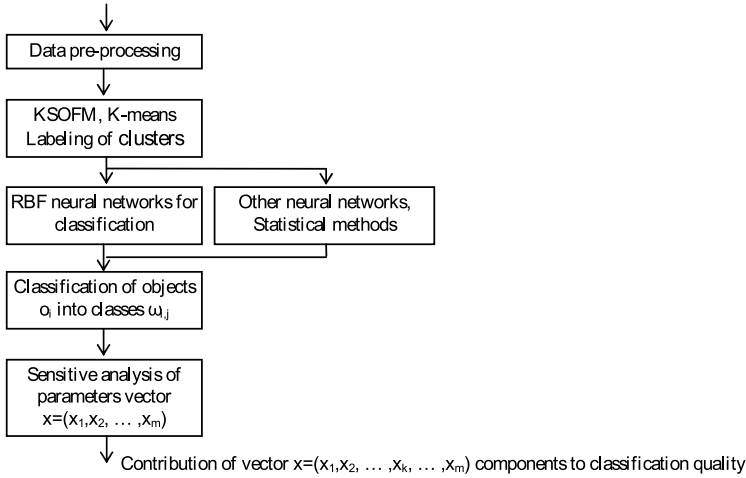 Data pre-processing
KSOFM, K-means
Labeling of clusters
RBF neural networks for
classification
Other neural networks,
Statistical methods
Classification of objects
oᵢ into classes ωᵢ,ⱼ
Sensitive analysis of
parameters vector
x=(x₁,x₂, … ,xₘ)
Contribution of vector x=(x₁,x₂, … ,xₖ, … ,xₘ) components to classification quality